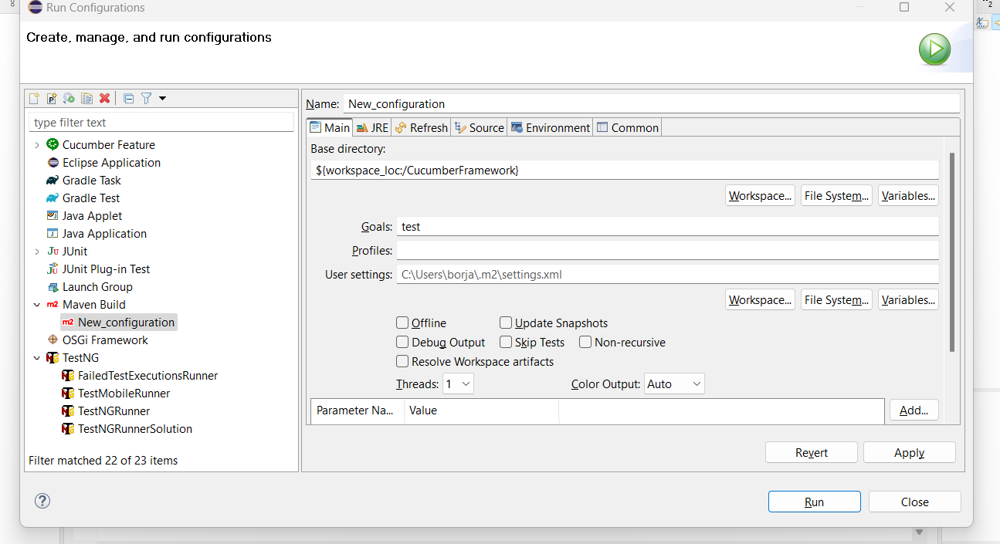 Run Configurations
Create, manage, and run configurations
type filter text
Cucumber Feature
Eclipse Application
Gradle Task
Gradle Test
Java Applet
Java Application
JU JUnit
JU JUnit Plug-in Test
Launch Group
m2 Maven Build
m2 New_configuration
OSGi Framework
TestNG
FailedTestExecutionsRunner
TestMobileRunner
TestNGRunner
TestNGRunnerSolution
Filter matched 22 of 23 items
Name: New_configuration
Main JRE Refresh Source Environment Common
Base directory:
${workspace_loc:/CucumberFramework}
Workspace... File System... Variables...
Goals: test
Profiles:
User settings: C:\Users\borja\.m2\settings.xml
Workspace... File System... Variables...
Offline Update Snapshots
Debug Output Skip Tests Non-recursive
Resolve Workspace artifacts
Threads: 1 Color Output: Auto
Parameter Na... Value Add...
Revert Apply
Run Close